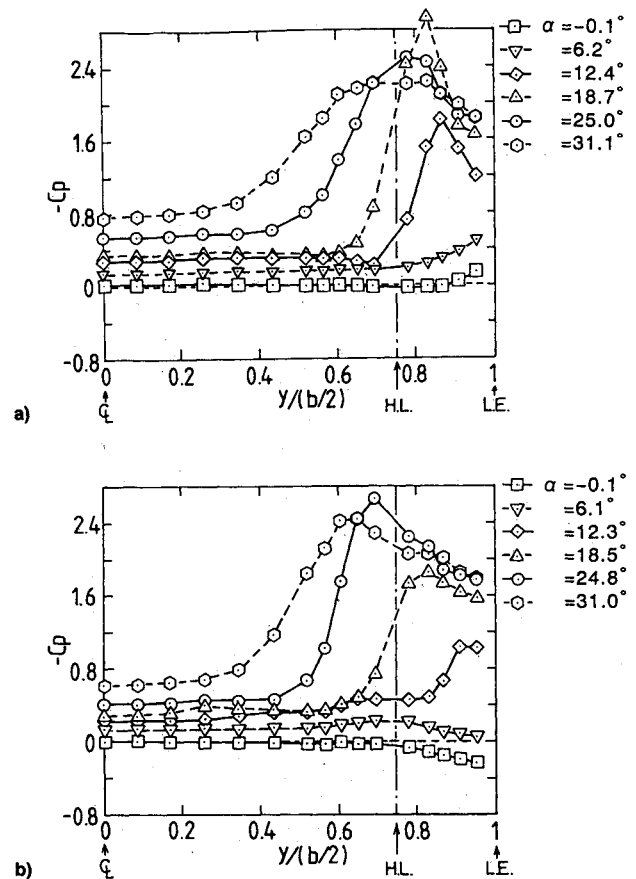 α=-0.1°
=6.2°
=12.4°
=18.7°
=25.0°
=31.1°
2.4
1.6
0.8
0
-0.8
-Cp
0 0.2 0.4 0.6 0.8 1
℄ y/(b/2) H.L. L.E.
a)
α=-0.1°
=6.1°
=12.3°
=18.5°
=24.8°
=31.0°
2.4
1.6
0.8
0
-0.8
-Cp
0 0.2 0.4 0.6 0.8 1
℄ y/(b/2) H.L. L.E.
b)